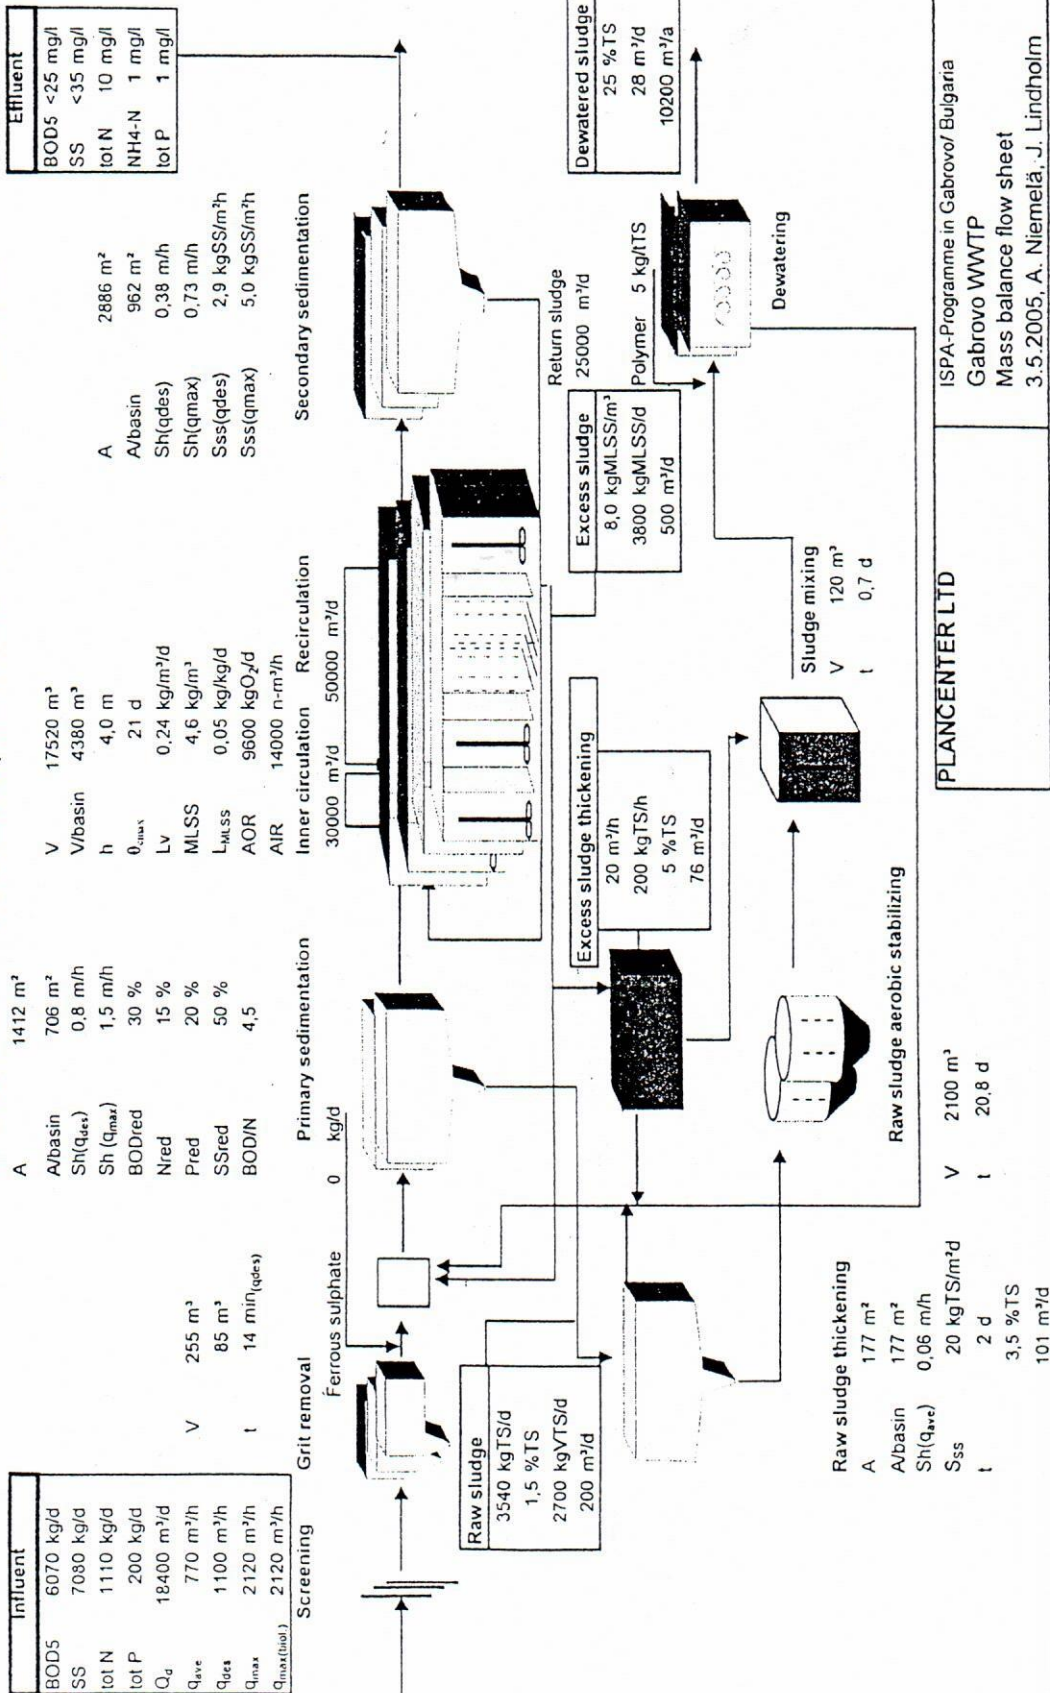 Influent
BOD5 6070 kg/d
SS 7080 kg/d
tot N 1110 kg/d
tot P 200 kg/d
Qd 18400 m³/d
qave 770 m³/h
qdes 1100 m³/h
qmax 2120 m³/h
qmax(biol.) 2120 m³/h
V 255 m³
85 m³
t 14 min(qdes)
A 1412 m²
A/basin 706 m²
Sh(qdes) 0,8 m/h
Sh (qmax) 1,5 m/h
BODred 30 %
Nred 15 %
Pred 20 %
SSred 50 %
BOD/N 4,5
V 17520 m³
V/basin 4380 m³
h 4,0 m
θcmax 21 d
Lv 0,24 kg/m³/d
MLSS 4,6 kg/m³
LMLSS 0,05 kg/kg/d
AOR 9600 kgO₂/d
AIR 14000 n-m³/h
A 2886 m²
A/basin 962 m²
Sh(qdes) 0,38 m/h
Sh(qmax) 0,73 m/h
Sss(qdes) 2,9 kgSS/m²h
Sss(qmax) 5,0 kgSS/m²h
Effluent
BOD5 <25 mg/l
SS <35 mg/l
tot N 10 mg/l
NH4-N 1 mg/l
tot P 1 mg/l
Screening
Grit removal
Ferrous sulphate 0 kg/d
Primary sedimentation
Inner circulation Recirculation
30000 m³/d 50000 m³/d
Secondary sedimentation
Raw sludge
3540 kgTS/d
1,5 %TS
2700 kgVTS/d
200 m³/d
Excess sludge thickening
20 m³/h
200 kgTS/h
5 %TS
76 m³/d
Return sludge
25000 m³/d
Excess sludge
8,0 kgMLSS/m³
3800 kgMLSS/d
500 m³/d
Polymer 5 kg/tTS
Dewatered sludge
25 %TS
28 m³/d
10200 m³/a
Dewatering
Raw sludge thickening
A 177 m²
A/basin 177 m²
Sh(qave) 0,06 m/h
SSS 20 kgTS/m²d
t 2 d
3,5 %TS
101 m³/d
Raw sludge aerobic stabilizing
V 2100 m³
t 20,8 d
Sludge mixing
V 120 m³
t 0,7 d
PLANCENTER LTD
ISPA-Programme in Gabrovo/ Bulgaria
Gabrovo WWTP
Mass balance flow sheet
3.5.2005, A. Niemelä, J. Lindholm